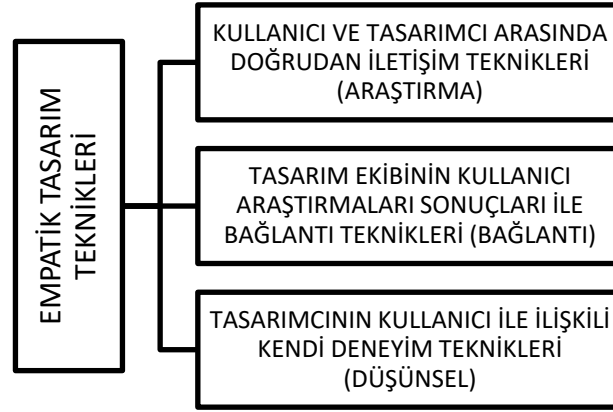 EMPATİK TASARIM
TEKNİKLERİ
KULLANICI VE TASARIMCI ARASINDA
DOĞRUDAN İLETİŞİM TEKNİKLERİ
(ARAŞTIRMA)
TASARIM EKİBİNİN KULLANICI
ARAŞTIRMALARI SONUÇLARI İLE
BAĞLANTI TEKNİKLERİ (BAĞLANTI)
TASARIMCININ KULLANICI İLE İLİŞKİLİ
KENDİ DENEYİM TEKNİKLERİ
(DÜŞÜNSEL)